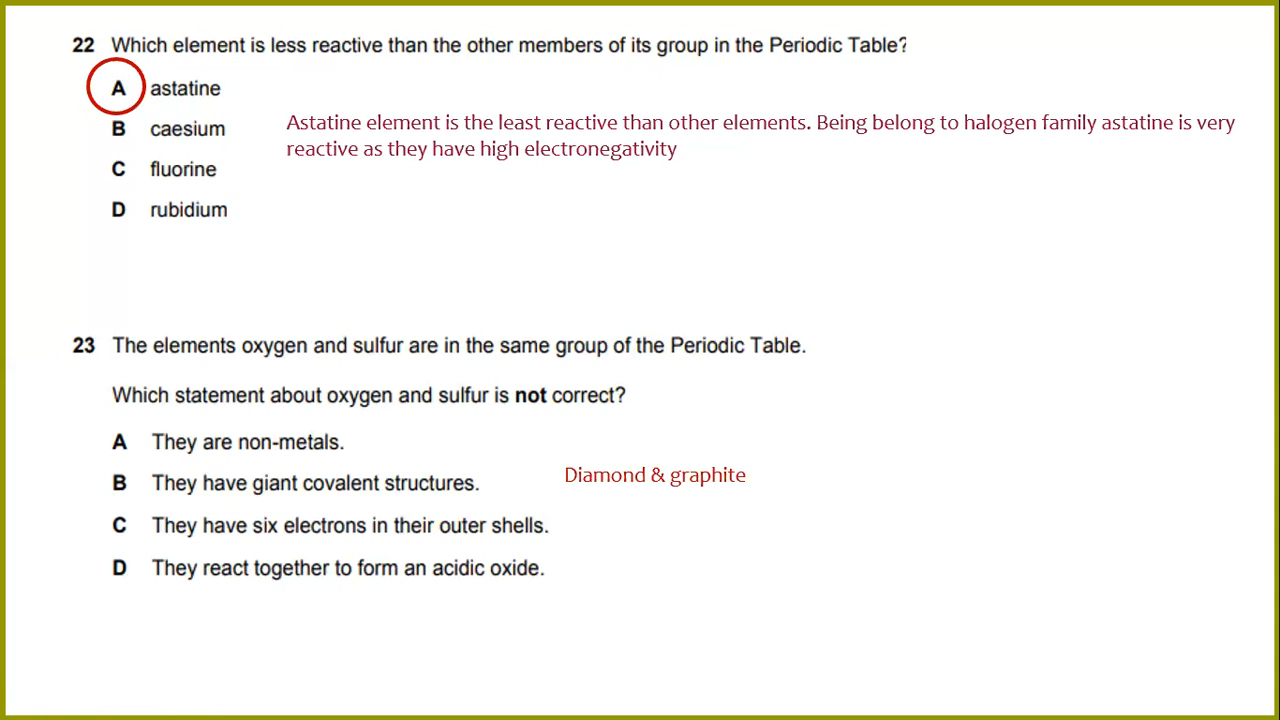 22 Which element is less reactive than the other members of its group in the Periodic Table?
A astatine
Astatine element is the least reactive than other elements. Being belong to halogen family astatine is very
B caesium
reactive as they have high electronegativity
C fluorine
D rubidium
23 The elements oxygen and sulfur are in the same group of the Periodic Table.
Which statement about oxygen and sulfur is not correct?
A They are non-metals.
B They have giant covalent structures.
Diamond & graphite
C They have six electrons in their outer shells.
D They react together to form an acidic oxide.